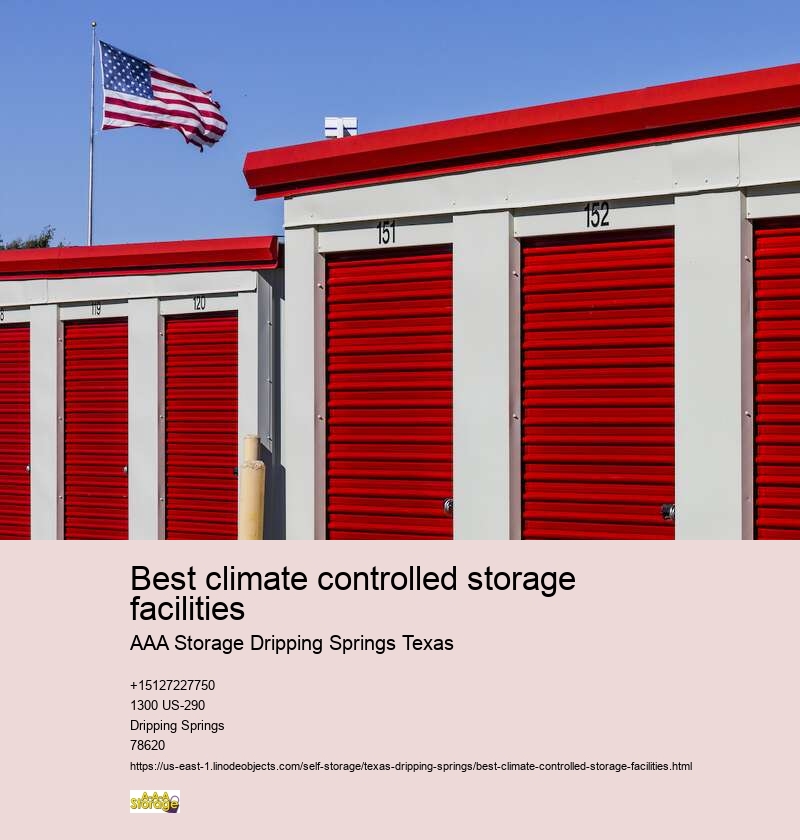 151
152
8
119
120
Best climate controlled storage
facilities
AAA Storage Dripping Springs Texas
+15127227750
1300 US-290
Dripping Springs
78620
https://us-east-1.linodeobjects.com/self-storage/texas-dripping-springs/best-climate-controlled-storage-facilities.html
A-AAA
Storage